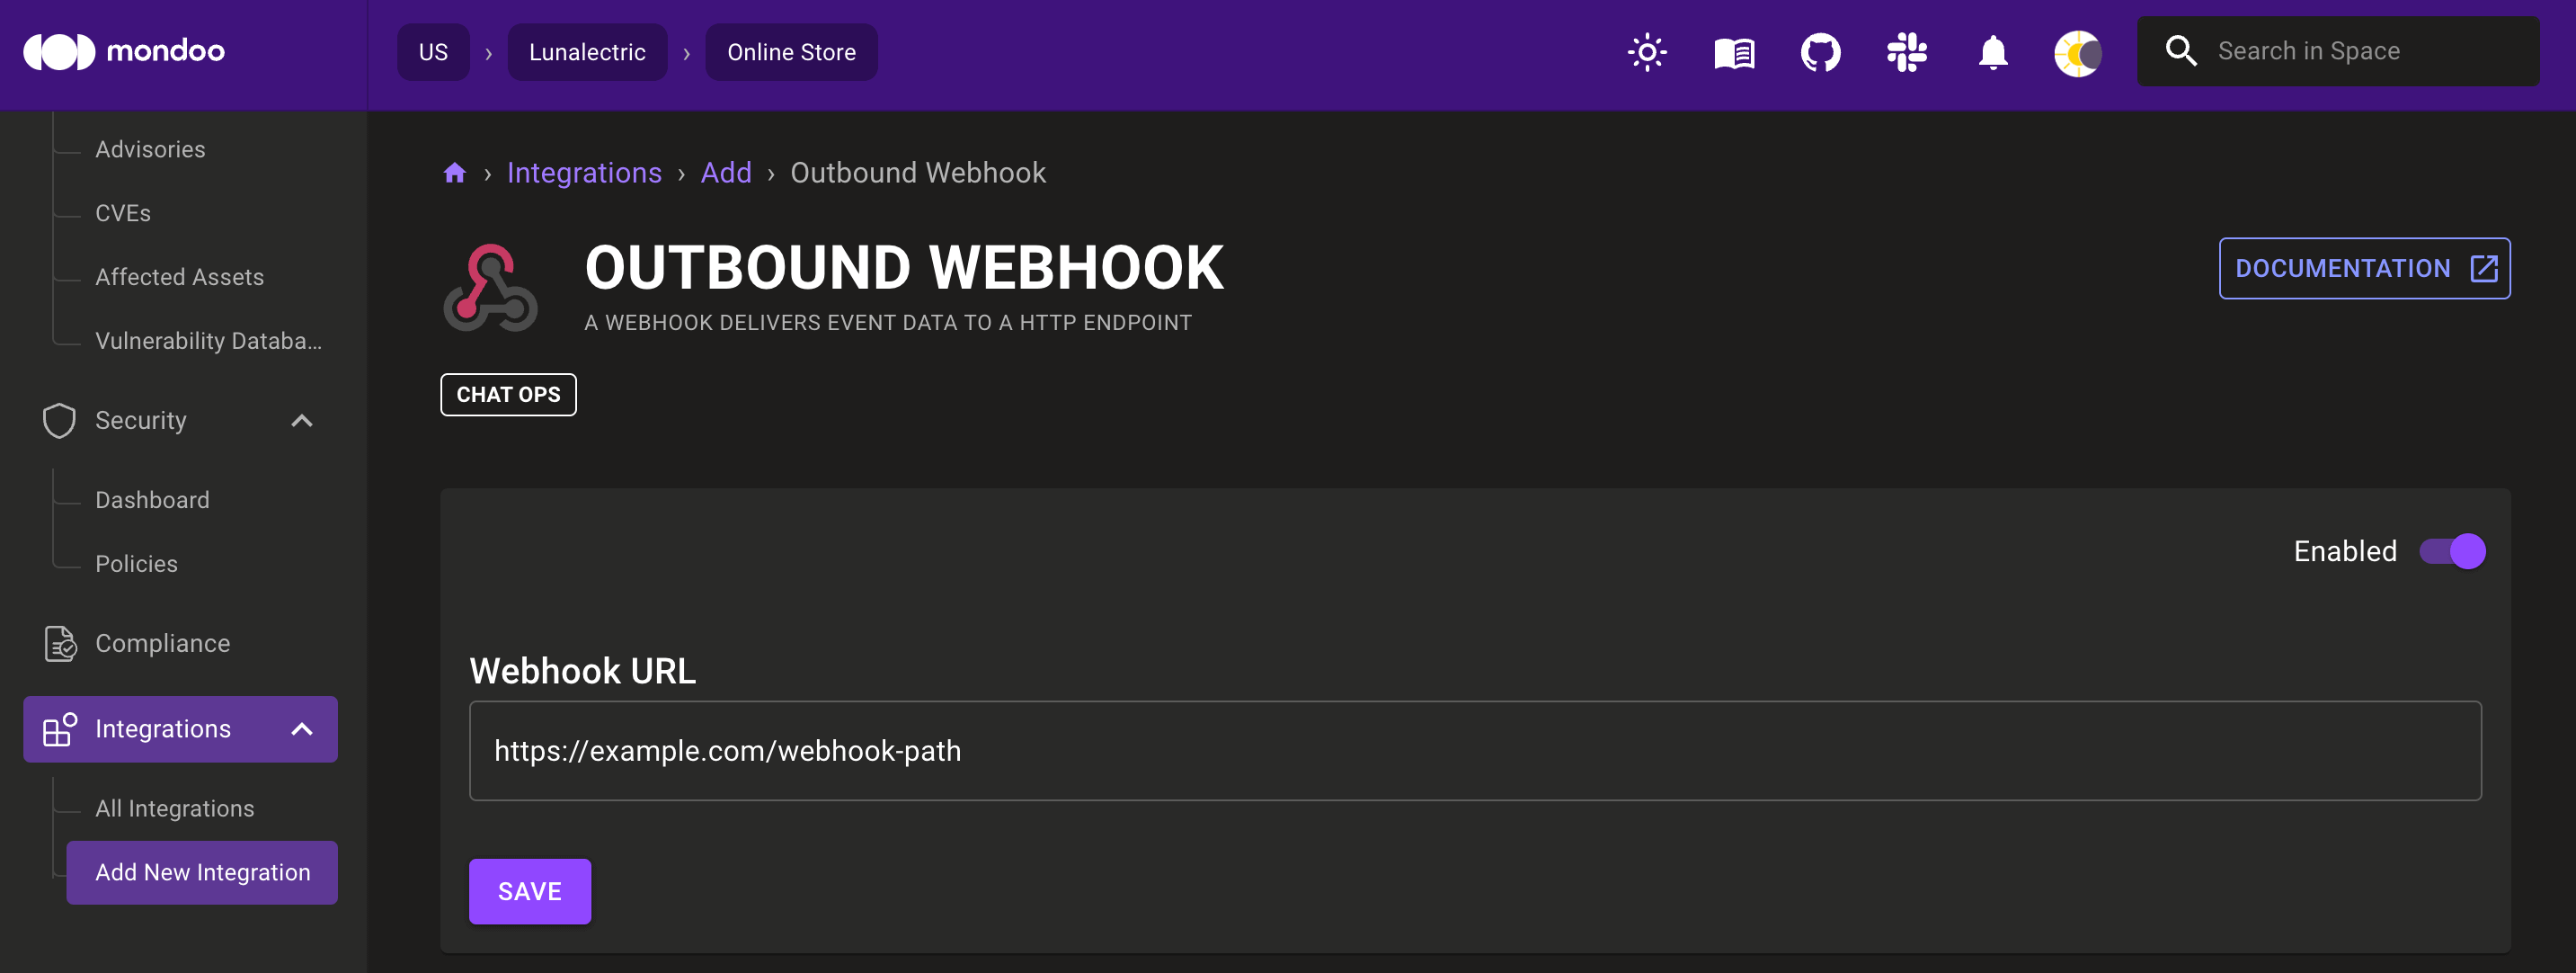 mondoo
US › Lunalectric › Online Store
Search in Space
Advisories
CVEs
Affected Assets
Vulnerability Databa...
Security
Dashboard
Policies
Compliance
Integrations
All Integrations
Add New Integration
› Integrations › Add › Outbound Webhook
OUTBOUND WEBHOOK
A WEBHOOK DELIVERS EVENT DATA TO A HTTP ENDPOINT
DOCUMENTATION
CHAT OPS
Enabled
Webhook URL
https://example.com/webhook-path
SAVE